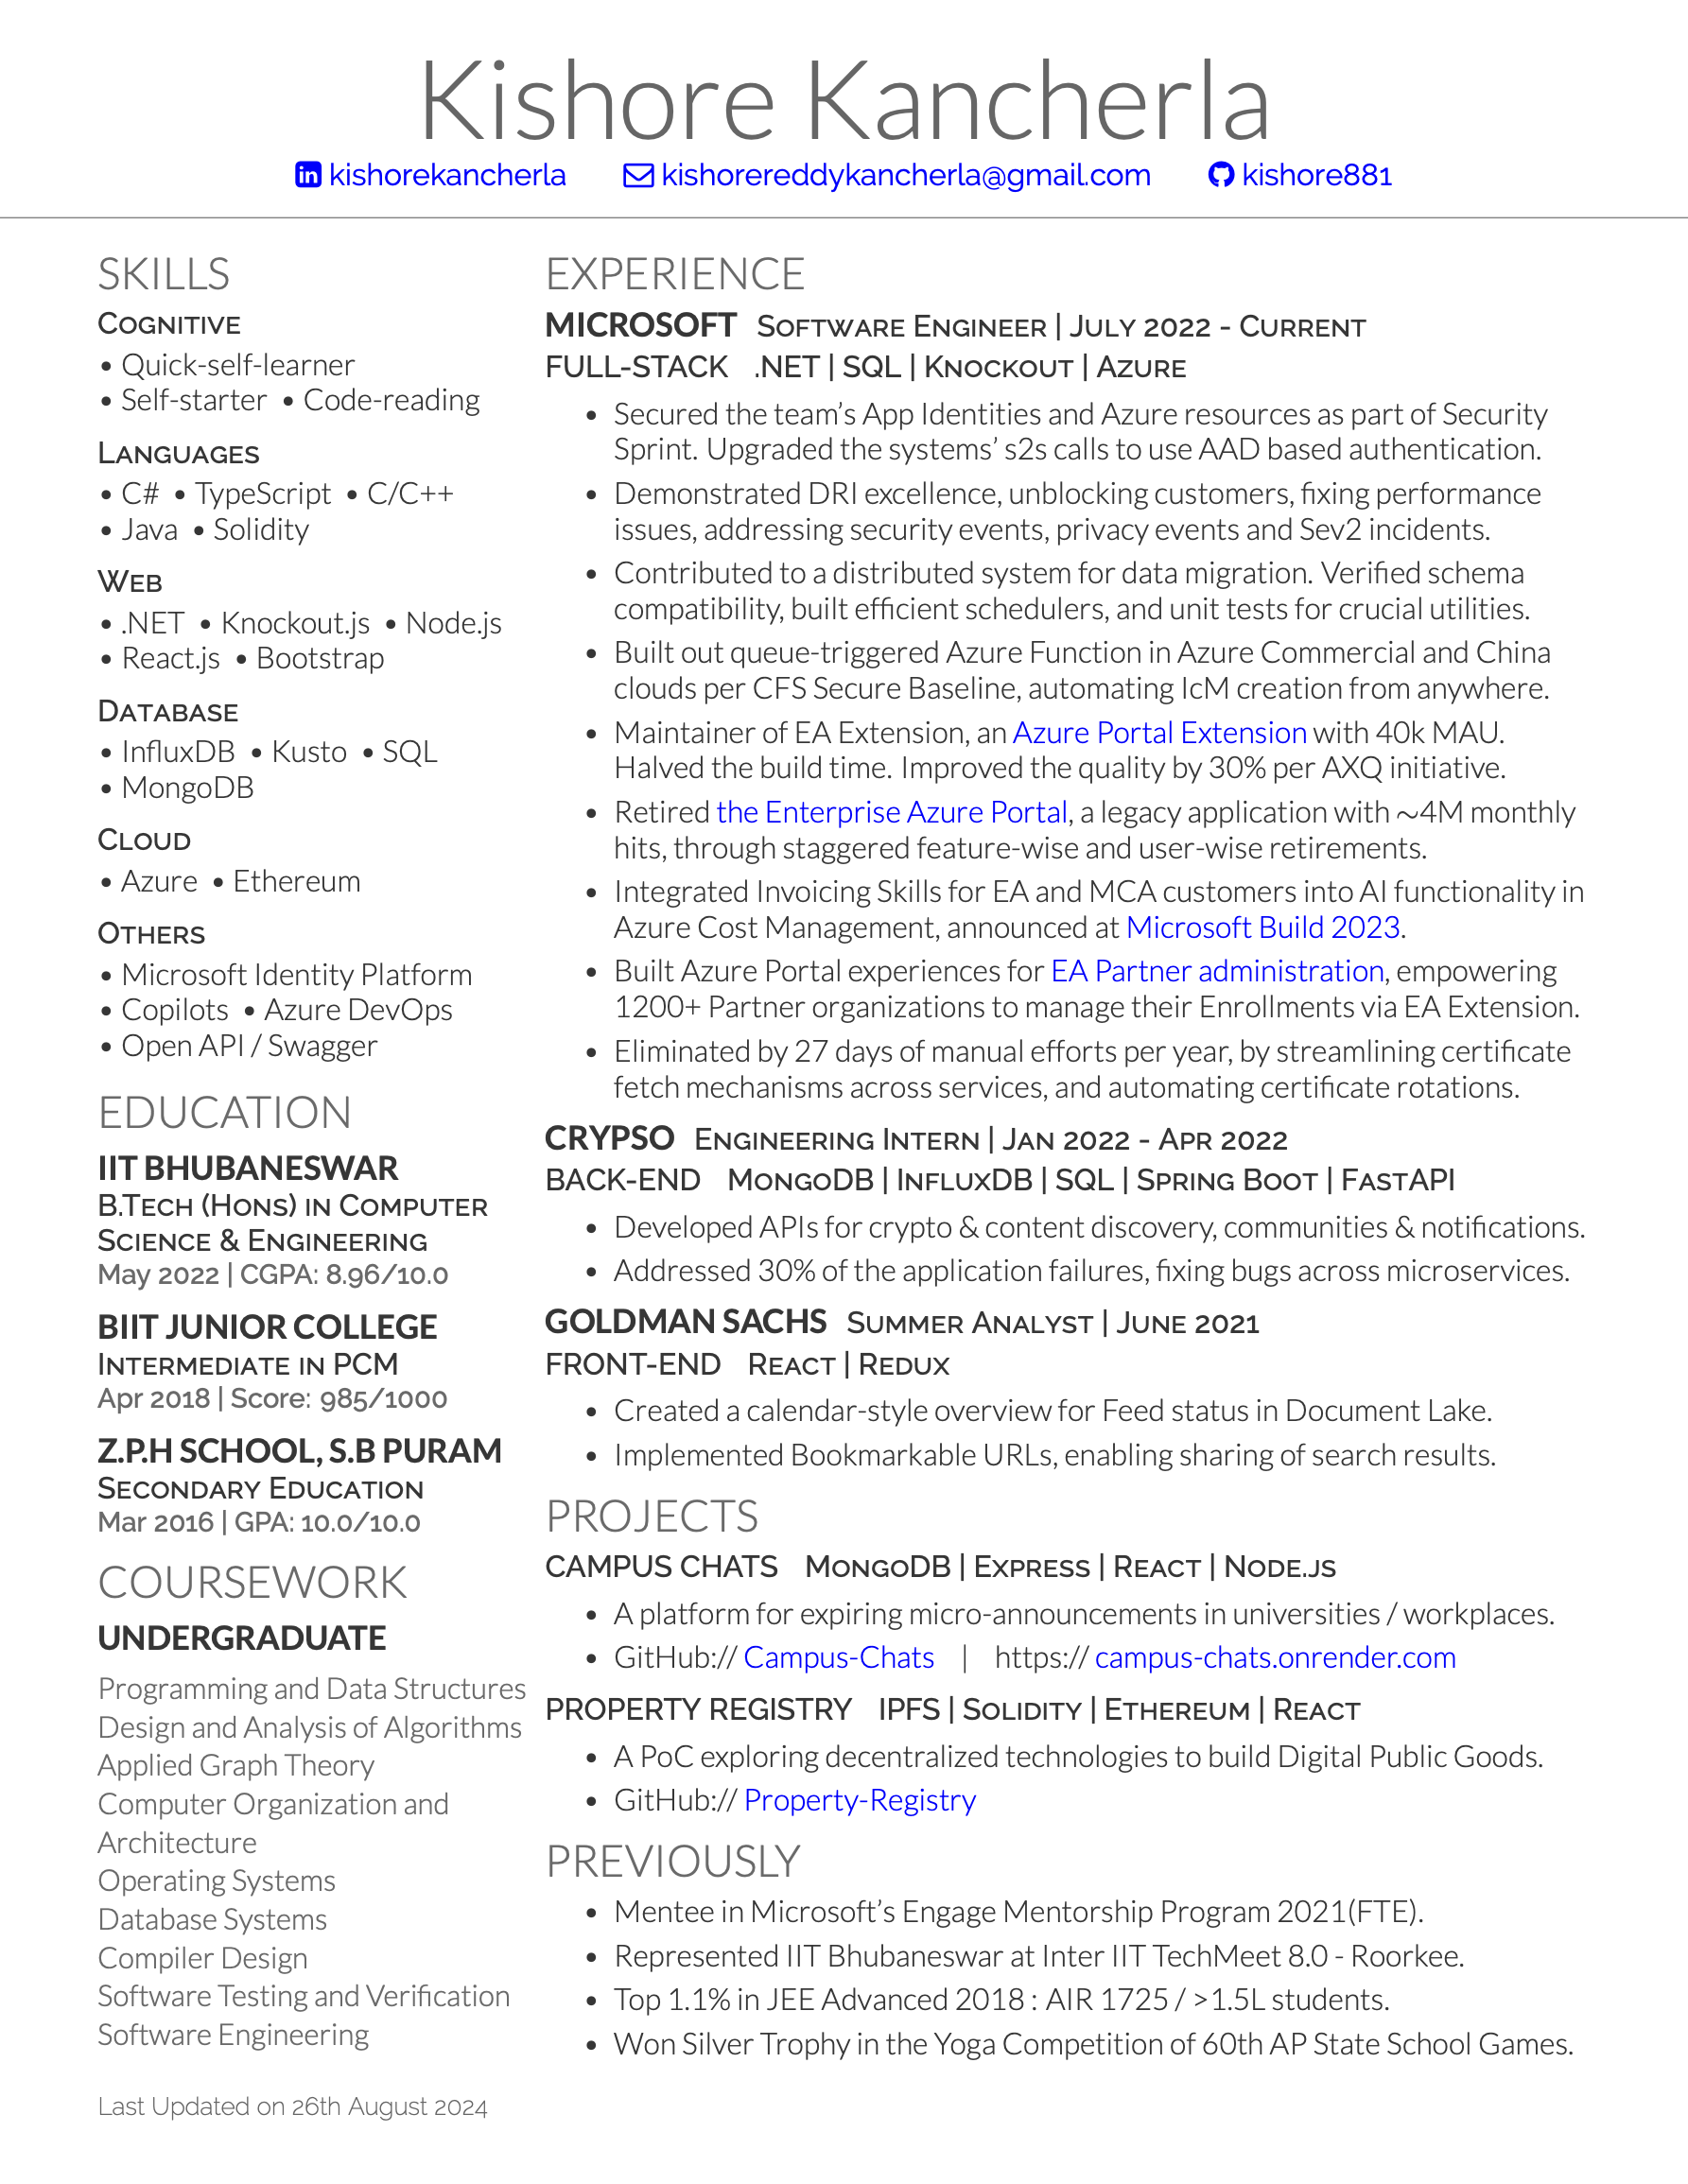 Kishore Kancherla
kishorekancherla kishorereddykancherla@gmail.com kishore881
SKILLS
COGNITIVE
• Quick-self-learner
• Self-starter • Code-reading
LANGUAGES
• C# • TypeScript • C/C++
• Java • Solidity
WEB
• .NET • Knockout.js • Node.js
• React.js • Bootstrap
DATABASE
• InfluxDB • Kusto • SQL
• MongoDB
CLOUD
• Azure • Ethereum
OTHERS
• Microsoft Identity Platform
• Copilots • Azure DevOps
• Open API / Swagger
EDUCATION
IIT BHUBANESWAR
B.TECH (HONS) IN COMPUTER
SCIENCE & ENGINEERING
May 2022 | CGPA: 8.96/10.0
BIIT JUNIOR COLLEGE
INTERMEDIATE IN PCM
Apr 2018 | Score: 985/1000
Z.P.H SCHOOL, S.B PURAM
SECONDARY EDUCATION
Mar 2016 | GPA: 10.0/10.0
COURSEWORK
UNDERGRADUATE
Programming and Data Structures
Design and Analysis of Algorithms
Applied Graph Theory
Computer Organization and
Architecture
Operating Systems
Database Systems
Compiler Design
Software Testing and Verification
Software Engineering
Last Updated on 26th August 2024
EXPERIENCE
MICROSOFT SOFTWARE ENGINEER | JULY 2022 - CURRENT
FULL-STACK .NET | SQL | KNOCKOUT | AZURE
• Secured the team's App Identities and Azure resources as part of Security
Sprint. Upgraded the systems' s2s calls to use AAD based authentication.
• Demonstrated DRI excellence, unblocking customers, fixing performance
issues, addressing security events, privacy events and Sev2 incidents.
• Contributed to a distributed system for data migration. Verified schema
compatibility, built efficient schedulers, and unit tests for crucial utilities.
• Built out queue-triggered Azure Function in Azure Commercial and China
clouds per CFS Secure Baseline, automating IcM creation from anywhere.
• Maintainer of EA Extension, an Azure Portal Extension with 40k MAU.
Halved the build time. Improved the quality by 30% per AXQ initiative.
• Retired the Enterprise Azure Portal, a legacy application with ~4M monthly
hits, through staggered feature-wise and user-wise retirements.
• Integrated Invoicing Skills for EA and MCA customers into AI functionality in
Azure Cost Management, announced at Microsoft Build 2023.
• Built Azure Portal experiences for EA Partner administration, empowering
1200+ Partner organizations to manage their Enrollments via EA Extension.
• Eliminated by 27 days of manual efforts per year, by streamlining certificate
fetch mechanisms across services, and automating certificate rotations.
CRYPSO ENGINEERING INTERN | JAN 2022 - APR 2022
BACK-END MONGODB | INFLUXDB | SQL | SPRING BOOT | FASTAPI
• Developed APIs for crypto & content discovery, communities & notifications.
• Addressed 30% of the application failures, fixing bugs across microservices.
GOLDMAN SACHS SUMMER ANALYST | JUNE 2021
FRONT-END REACT | REDUX
• Created a calendar-style overview for Feed status in Document Lake.
• Implemented Bookmarkable URLs, enabling sharing of search results.
PROJECTS
CAMPUS CHATS MONGODB | EXPRESS | REACT | NODE.JS
• A platform for expiring micro-announcements in universities / workplaces.
• GitHub:// Campus-Chats | https:// campus-chats.onrender.com
PROPERTY REGISTRY IPFS | SOLIDITY | ETHEREUM | REACT
• A PoC exploring decentralized technologies to build Digital Public Goods.
• GitHub:// Property-Registry
PREVIOUSLY
• Mentee in Microsoft's Engage Mentorship Program 2021(FTE).
• Represented IIT Bhubaneswar at Inter IIT TechMeet 8.0 - Roorkee.
• Top 1.1% in JEE Advanced 2018 : AIR 1725 / >1.5L students.
• Won Silver Trophy in the Yoga Competition of 60th AP State School Games.